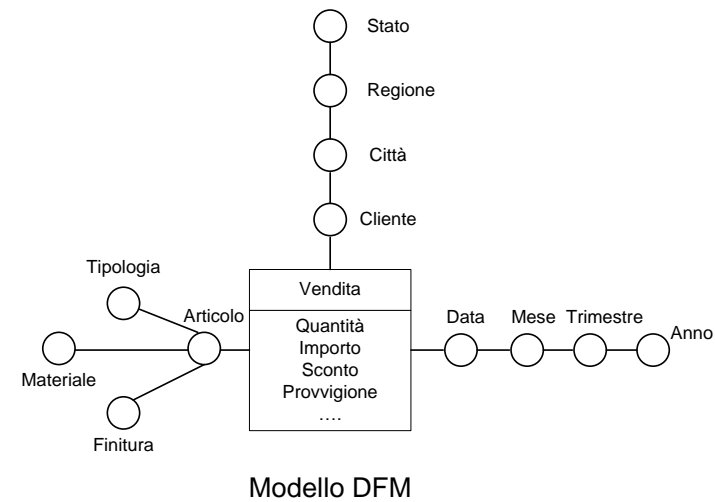 Stato
Regione
Città
Cliente
Tipologia
Articolo
Materiale
Finitura
Vendita
Quantità
Importo
Sconto
Provvigione
....
Data Mese Trimestre Anno
Modello DFM